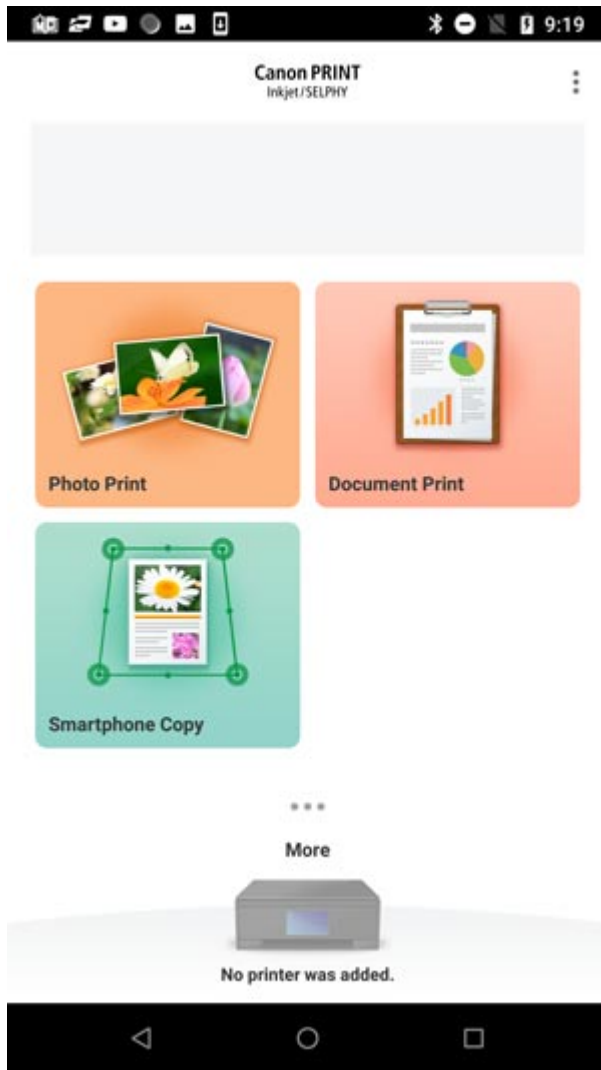 9:19
Canon PRINT
Inkjet/SELPHY
Photo Print
Document Print
Smartphone Copy
More
No printer was added.